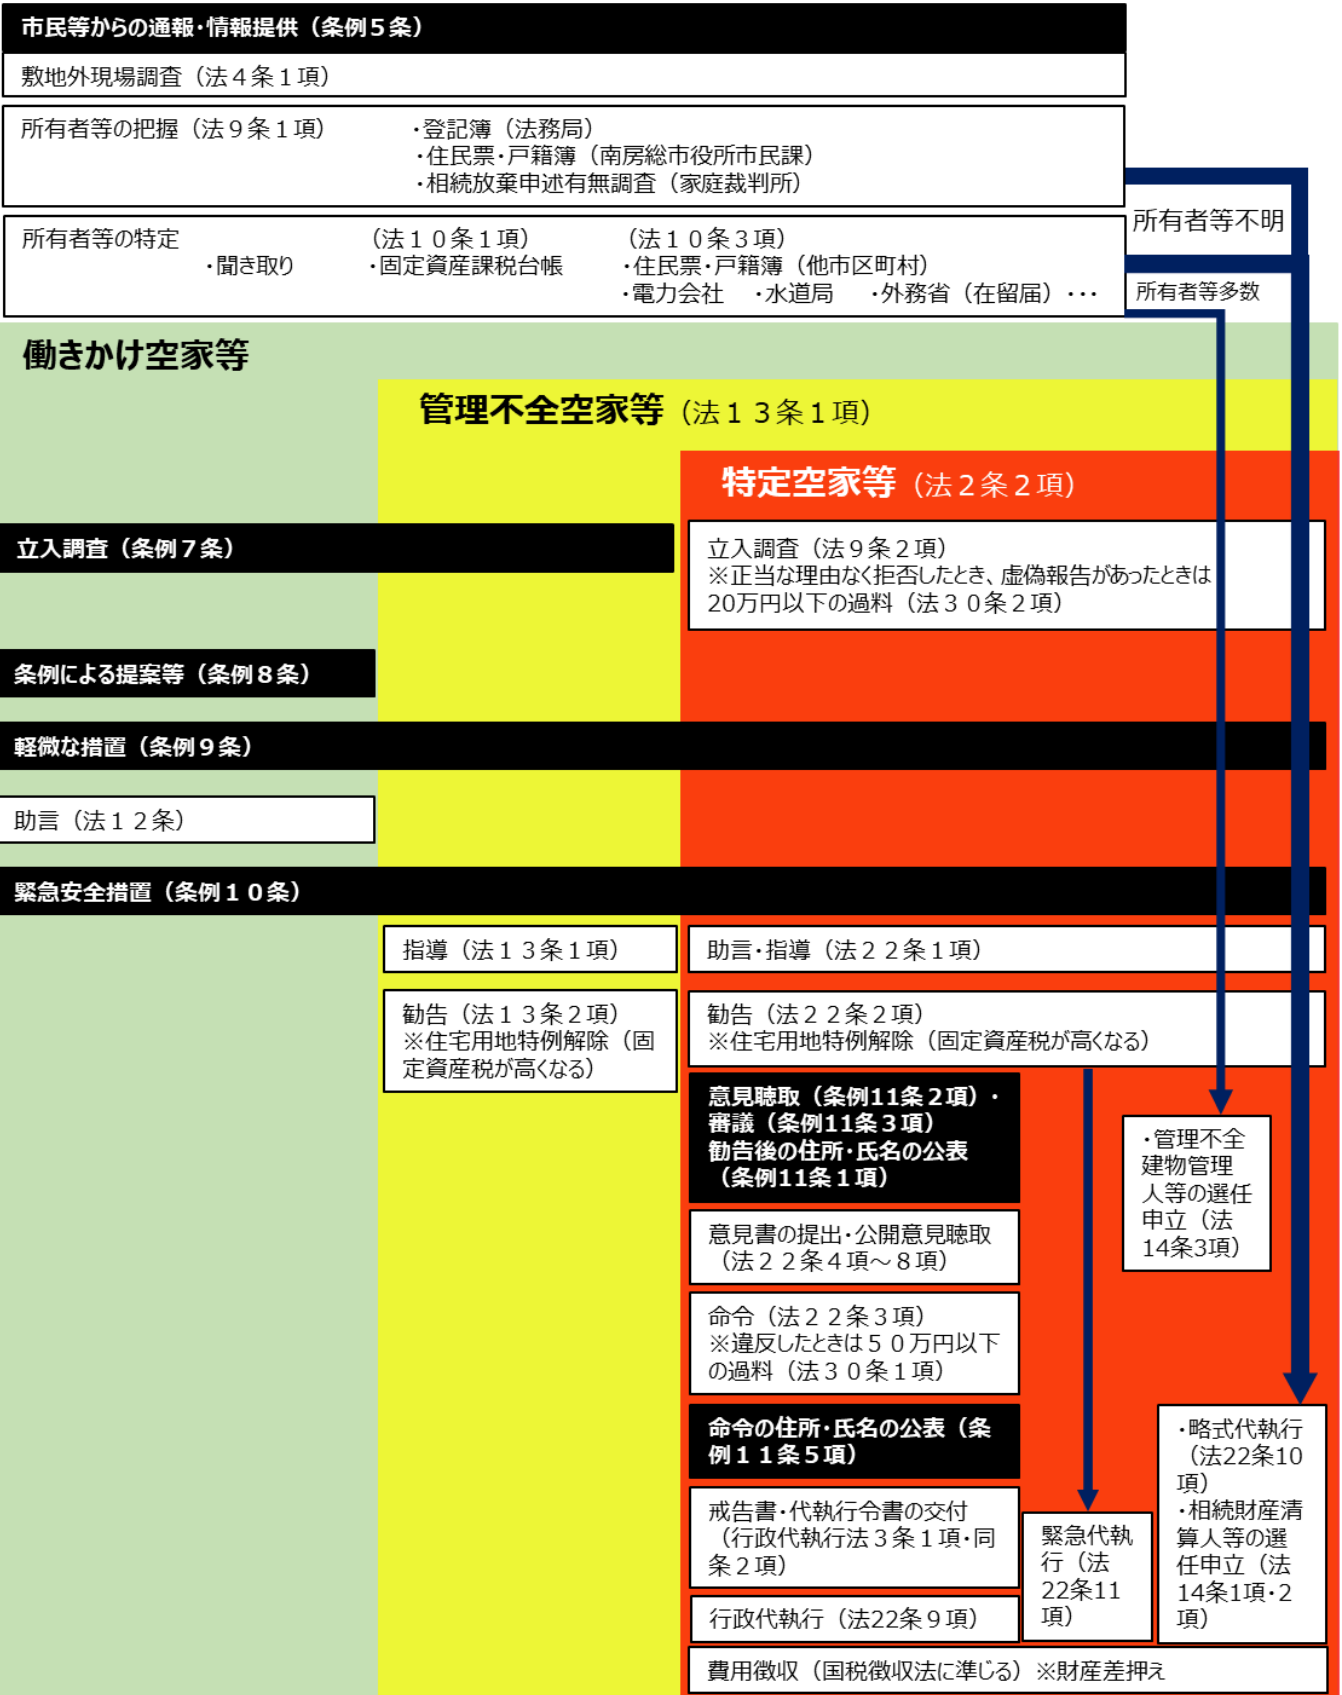 市民等からの通報・情報提供（条例５条）
敷地外現場調査（法４条１項）
所有者等の把握（法９条１項）　・登記簿（法務局）
・住民票・戸籍簿（南房総市役所市民課）
・相続放棄申述有無調査（家庭裁判所）
所有者等不明
所有者等の特定　（法１０条１項）　（法１０条３項）
・聞き取り　・固定資産課税台帳　・住民票・戸籍簿（他市区町村）
・電力会社　・水道局　・外務省（在留届）・・・
所有者等多数
働きかけ空家等
管理不全空家等（法１３条１項）
特定空家等（法２条２項）
立入調査（条例７条）
立入調査（法９条２項）
※正当な理由なく拒否したとき、虚偽報告があったときは
20万円以下の過料（法３０条２項）
条例による提案等（条例８条）
軽微な措置（条例９条）
助言（法１２条）
緊急安全措置（条例１０条）
指導（法１３条１項）
助言・指導（法２２条１項）
勧告（法１３条２項）
※住宅用地特例解除（固
定資産税が高くなる）
勧告（法２２条２項）
※住宅用地特例解除（固定資産税が高くなる）
意見聴取（条例11条２項）・
審議（条例11条３項）
勧告後の住所・氏名の公表
（条例11条１項）
・管理不全
建物管理
人等の選任
申立（法
14条3項）
意見書の提出・公開意見聴取
（法２２条４項～８項）
命令（法２２条３項）
※違反したときは５０万円以下
の過料（法３０条１項）
命令の住所・氏名の公表（条
例１１条５項）
戒告書・代執行令書の交付
（行政代執行法３条１項・同
条２項）
行政代執行（法22条９項）
緊急代執
行（法
22条11
項）
・略式代執行
（法22条10
項）
・相続財産清
算人等の選
任申立（法
14条1項・2
項）
費用徴収（国税徴収法に準じる）※財産差押え